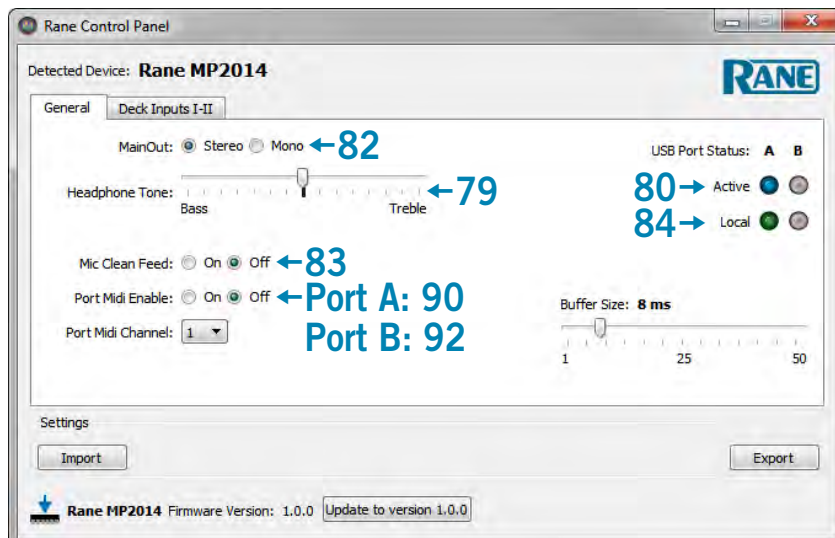 Rane Control Panel
Detected Device: Rane MP2014
RANE
General Deck Inputs I-II
MainOut: Stereo Mono ←82
USB Port Status: A B
Headphone Tone: ←79
Bass Treble
80→ Active
84→ Local
Mic Clean Feed: On Off ←83
Port Midi Enable: On Off ←Port A: 90
Port B: 92
Port Midi Channel: 1
Buffer Size: 8 ms
1 25 50
Settings
Import Export
Rane MP2014 Firmware Version: 1.0.0 Update to version 1.0.0